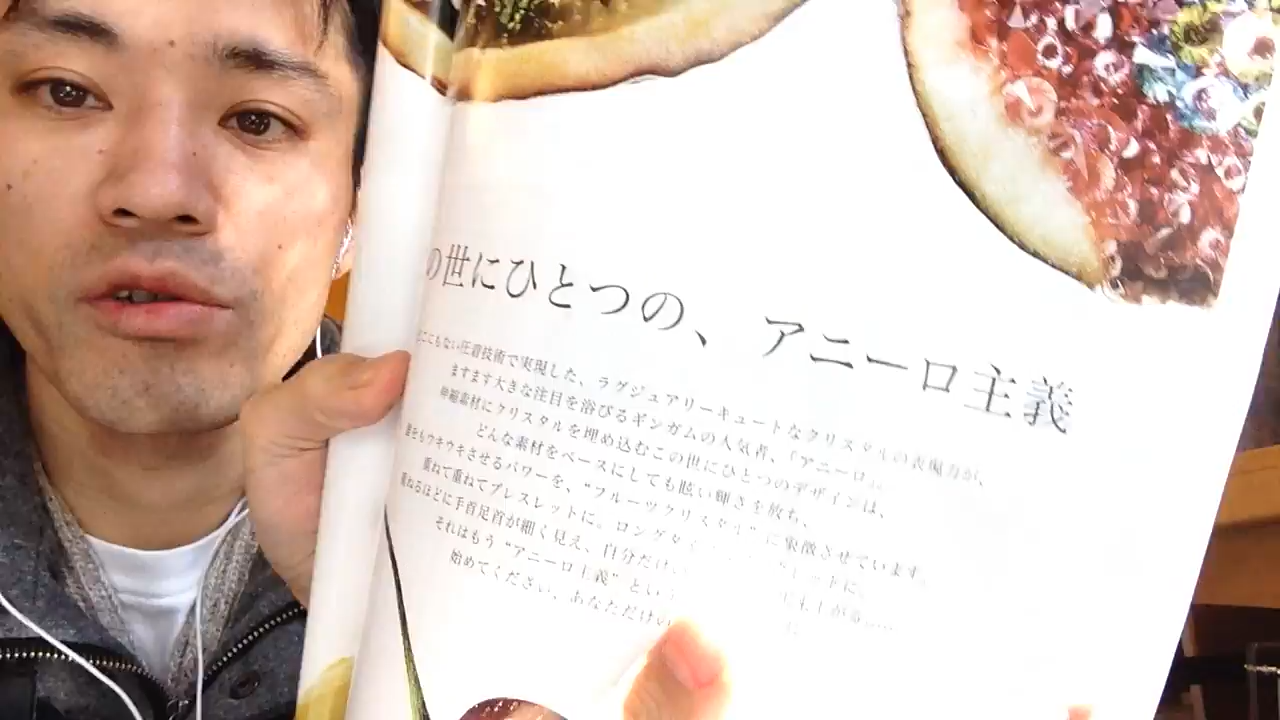 の世にひとつの、アニーロ主義
どこにもない圧着技術で実現した、ラグジュアリーキュートなクリスタルの表現力が、
ますます大きな注目を浴びるギンガムの人気者、「アニーロ」。
伸縮素材にクリスタルを埋め込むこの世にひとつのデザインは、
どんな素材をベースにしても眩い輝きを放ち、
誰をもウキウキさせるパワーを、“フルーツクリスタル”に象徴させています。
重ねて重ねてブレスレットに。ロングタイ
重ねるほどに手首足首が細く見え、自分だけ
それはもう“アニーロ主義”という
始めてください、あなただけの